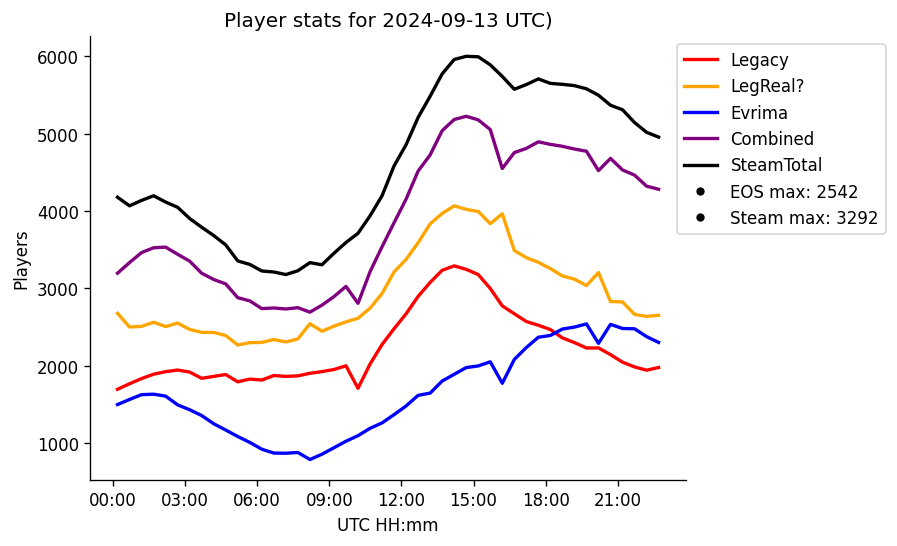 Player stats for 2024-09-13 UTC)
Legacy
LegReal?
Evrima
Combined
SteamTotal
EOS max: 2542
Steam max: 3292
Players
6000
5000
4000
3000
2000
1000
00:00 03:00 06:00 09:00 12:00 15:00 18:00 21:00
UTC HH:mm